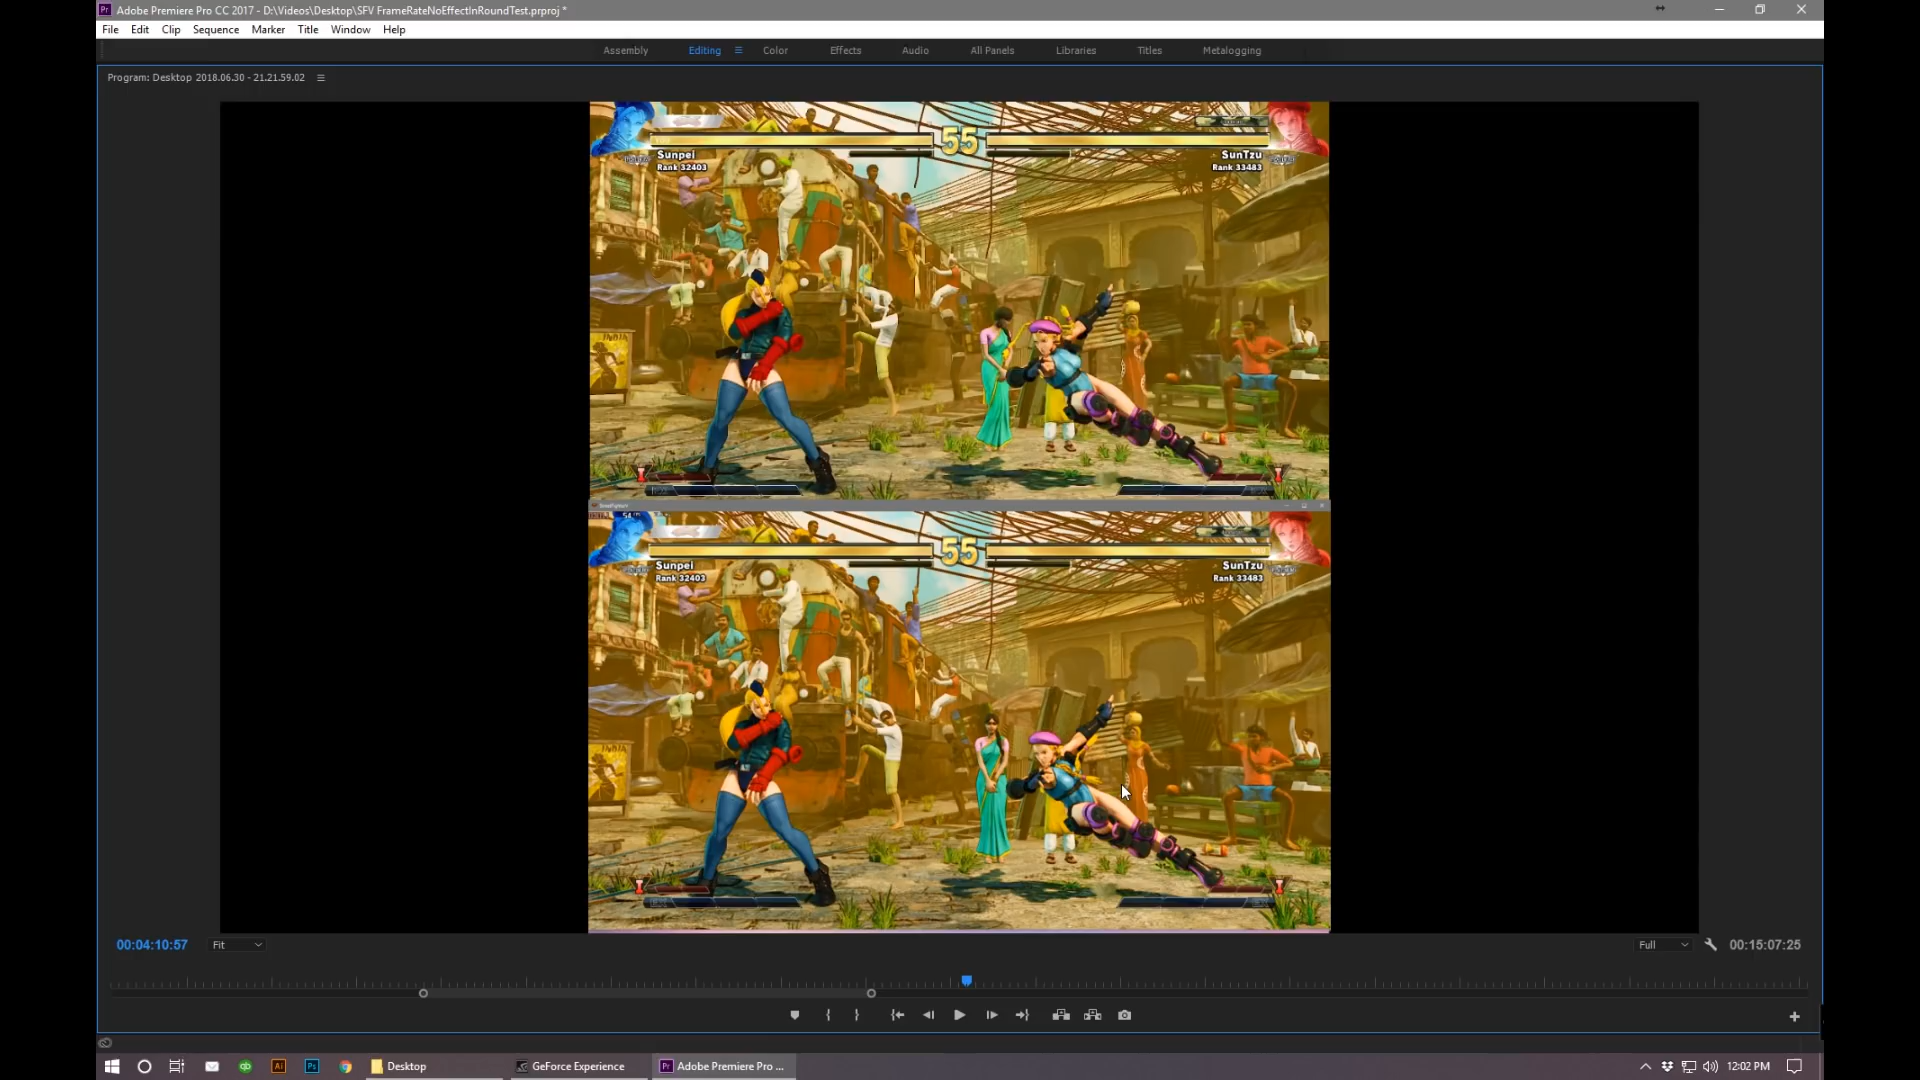 Adobe Premiere Pro CC 2017 - D:\Videos\Desktop\SFV FrameRateNoEffectInRoundTest.prproj *
File Edit Clip Sequence Marker Title Window Help
Assembly Editing Color Effects Audio All Panels Libraries Titles Metalogging
Program: Desktop 2018.06.30 - 21.21.59.02
55
Sunpei SunTzu
Rank 32403 Rank 33483
INDIA
55
Sunpei SunTzu
Rank 32403 Rank 33483
INDIA
00:04:10:57 Fit Full 00:15:07:25
Desktop GeForce Experience Adobe Premiere Pro ... 12:02 PM